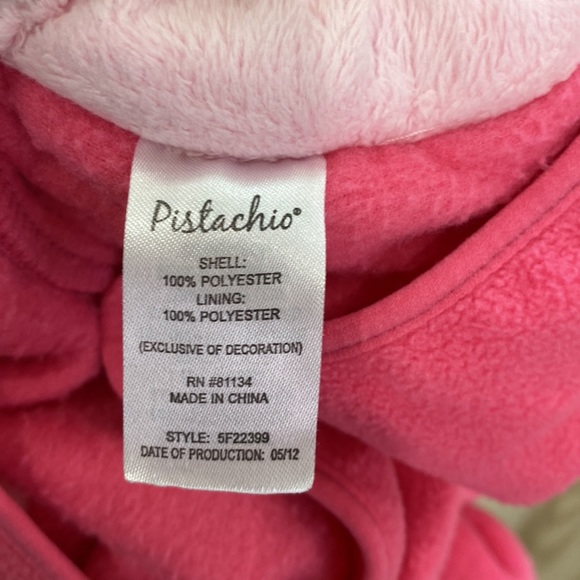 Pistachio®
SHELL:
100% POLYESTER
LINING:
100% POLYESTER
(EXCLUSIVE OF DECORATION)
RN #81134
MADE IN CHINA
STYLE: 5F22399
DATE OF PRODUCTION: 05/12